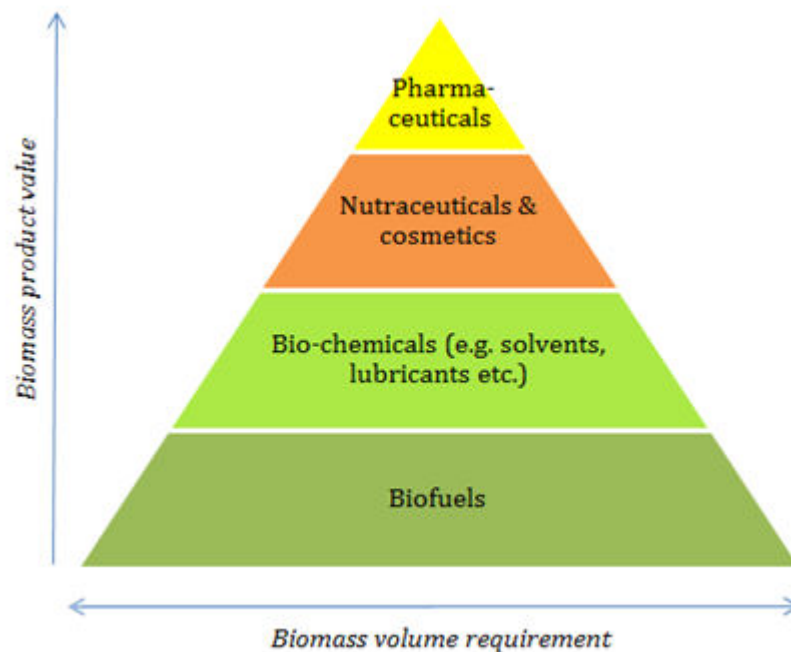 Pharma-
ceuticals
Nutraceuticals &
cosmetics
Bio-chemicals (e.g. solvents,
lubricants etc.)
Biofuels
Biomass product value
Biomass volume requirement